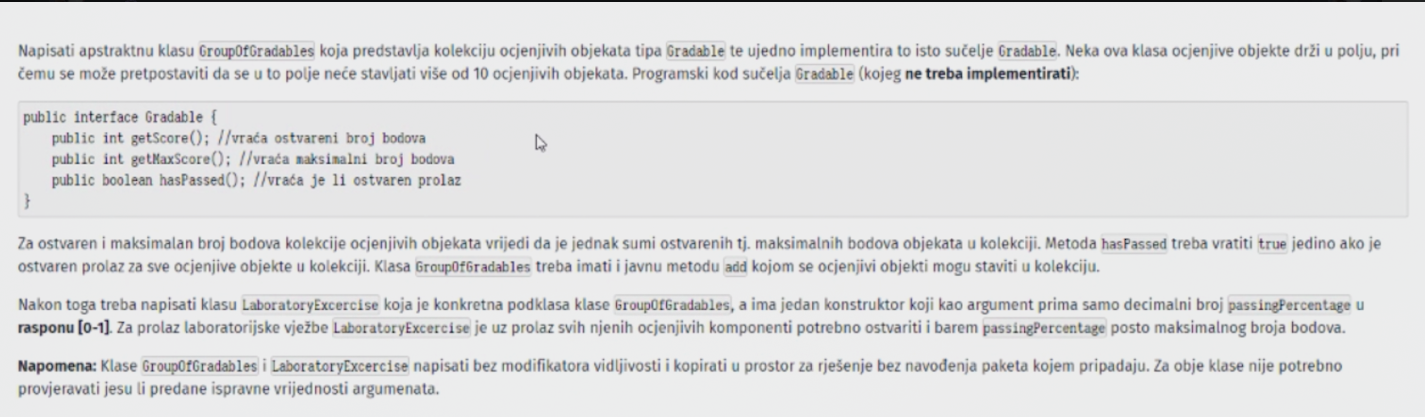 Napisati apstraktnu klasu GroupOfGradables koja predstavlja kolekciju ocjenjivih objekata tipa Gradable te ujedno implementira to isto sučelje Gradable. Neka ova klasa ocjenjive objekte drži u polju, pri
čemu se može pretpostaviti da se u to polje neće stavljati više od 10 ocjenjivih objekata. Programski kod sučelja Gradable (kojeg ne treba implementirati):
public interface Gradable {
public int getScore(); //vraća ostvareni broj bodova
public int getMaxScore(); //vraća maksimalni broj bodova
public boolean hasPassed(); //vraća je li ostvaren prolaz
}
Za ostvaren i maksimalan broj bodova kolekcije ocjenjivih objekata vrijedi da je jednak sumi ostvarenih tj. maksimalnih bodova objekata u kolekciji. Metoda hasPassed treba vratiti true jedino ako je
ostvaren prolaz za sve ocjenjive objekte u kolekciji. Klasa GroupOfGradables treba imati i javnu metodu add kojom se ocjenjivi objekti mogu staviti u kolekciju.
Nakon toga treba napisati klasu LaboratoryExcercise koja je konkretna podklasa klase GroupOfGradables, a ima jedan konstruktor koji kao argument prima samo decimalni broj passingPercentage u
rasponu [0-1]. Za prolaz laboratorijske vježbe LaboratoryExcercise je uz prolaz svih njenih ocjenjivih komponenti potrebno ostvariti i barem passingPercentage posto maksimalnog broja bodova.
Napomena: Klase GroupOfGradables i LaboratoryExcercise napisati bez modifikatora vidljivosti i kopirati u prostor za rješenje bez navođenja paketa kojem pripadaju. Za obje klase nije potrebno
provjeravati jesu li predane ispravne vrijednosti argumenata.